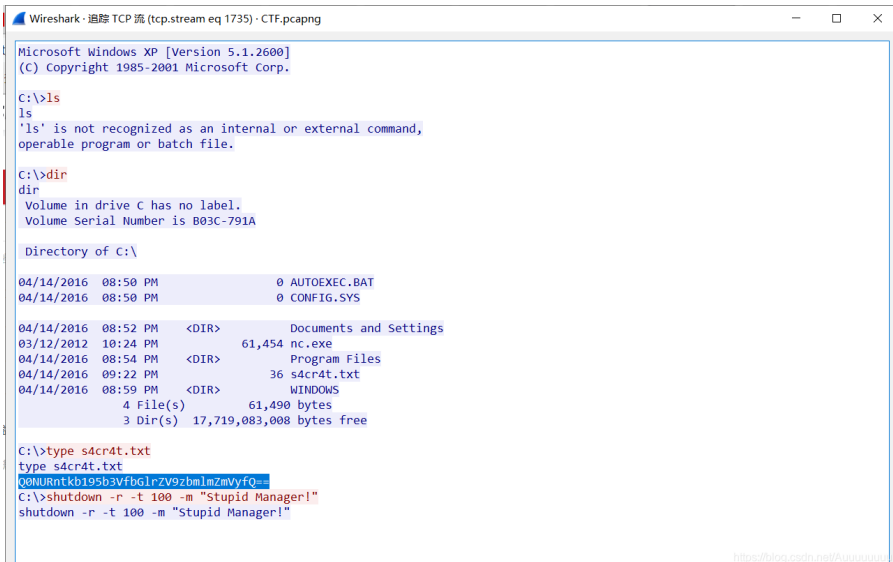 Wireshark · 追踪 TCP 流 (tcp.stream eq 1735) · CTF.pcapng
Microsoft Windows XP [Version 5.1.2600]
(C) Copyright 1985-2001 Microsoft Corp.
C:\>ls
ls
'ls' is not recognized as an internal or external command,
operable program or batch file.
C:\>dir
dir
Volume in drive C has no label.
Volume Serial Number is B03C-791A
Directory of C:\
04/14/2016 08:50 PM 0 AUTOEXEC.BAT
04/14/2016 08:50 PM 0 CONFIG.SYS
04/14/2016 08:52 PM <DIR> Documents and Settings
03/12/2012 10:24 PM 61,454 nc.exe
04/14/2016 08:54 PM <DIR> Program Files
04/14/2016 09:22 PM 36 s4cr4t.txt
04/14/2016 08:59 PM <DIR> WINDOWS
4 File(s) 61,490 bytes
3 Dir(s) 17,719,083,008 bytes free
C:\>type s4cr4t.txt
type s4cr4t.txt
Q0NURntkb195b3VfbGlrZV9zbmlmZmVyfQ==
C:\>shutdown -r -t 100 -m "Stupid Manager!"
shutdown -r -t 100 -m "Stupid Manager!"